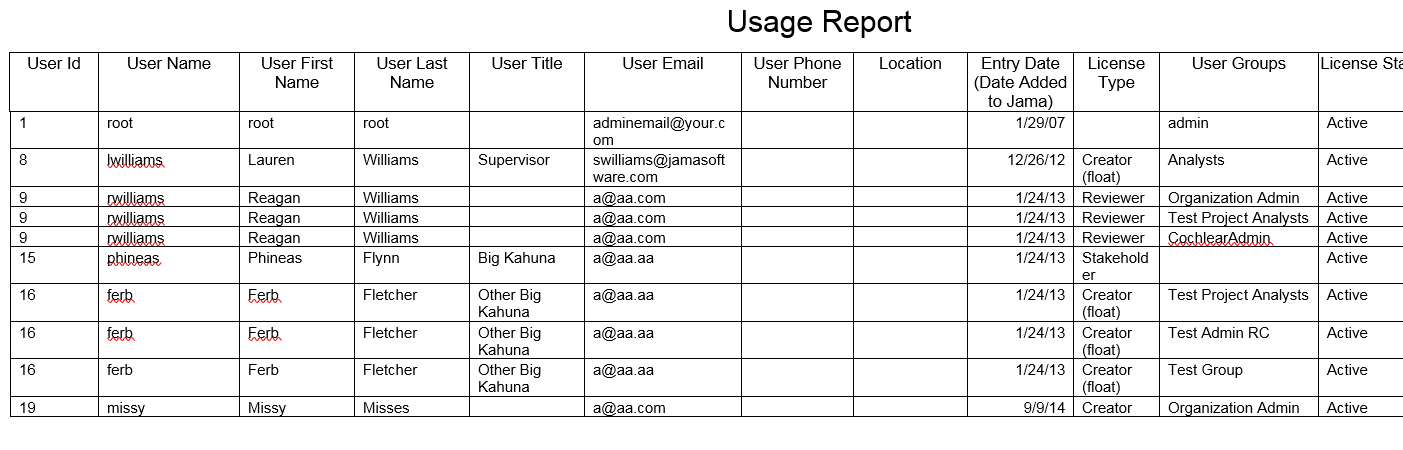 Usage Report
User Id User Name User First Name User Last Name User Title User Email User Phone Number Location Entry Date (Date Added to Jama) License Type User Groups License Sta
1 root root root adminemail@your.com 1/29/07 admin Active
8 lwilliams Lauren Williams Supervisor swilliams@jamasoftware.com 12/26/12 Creator (float) Analysts Active
9 rwilliams Reagan Williams a@aa.com 1/24/13 Reviewer Organization Admin Active
9 rwilliams Reagan Williams a@aa.com 1/24/13 Reviewer Test Project Analysts Active
9 rwilliams Reagan Williams a@aa.com 1/24/13 Reviewer CochlearAdmin Active
15 phineas Phineas Flynn Big Kahuna a@aa.aa 1/24/13 Stakeholder Active
16 ferb Ferb Fletcher Other Big Kahuna a@aa.aa 1/24/13 Creator (float) Test Project Analysts Active
16 ferb Ferb Fletcher Other Big Kahuna a@aa.aa 1/24/13 Creator (float) Test Admin RC Active
16 ferb Ferb Fletcher Other Big Kahuna a@aa.aa 1/24/13 Creator (float) Test Group Active
19 missy Missy Misses a@aa.com 9/9/14 Creator Organization Admin Active